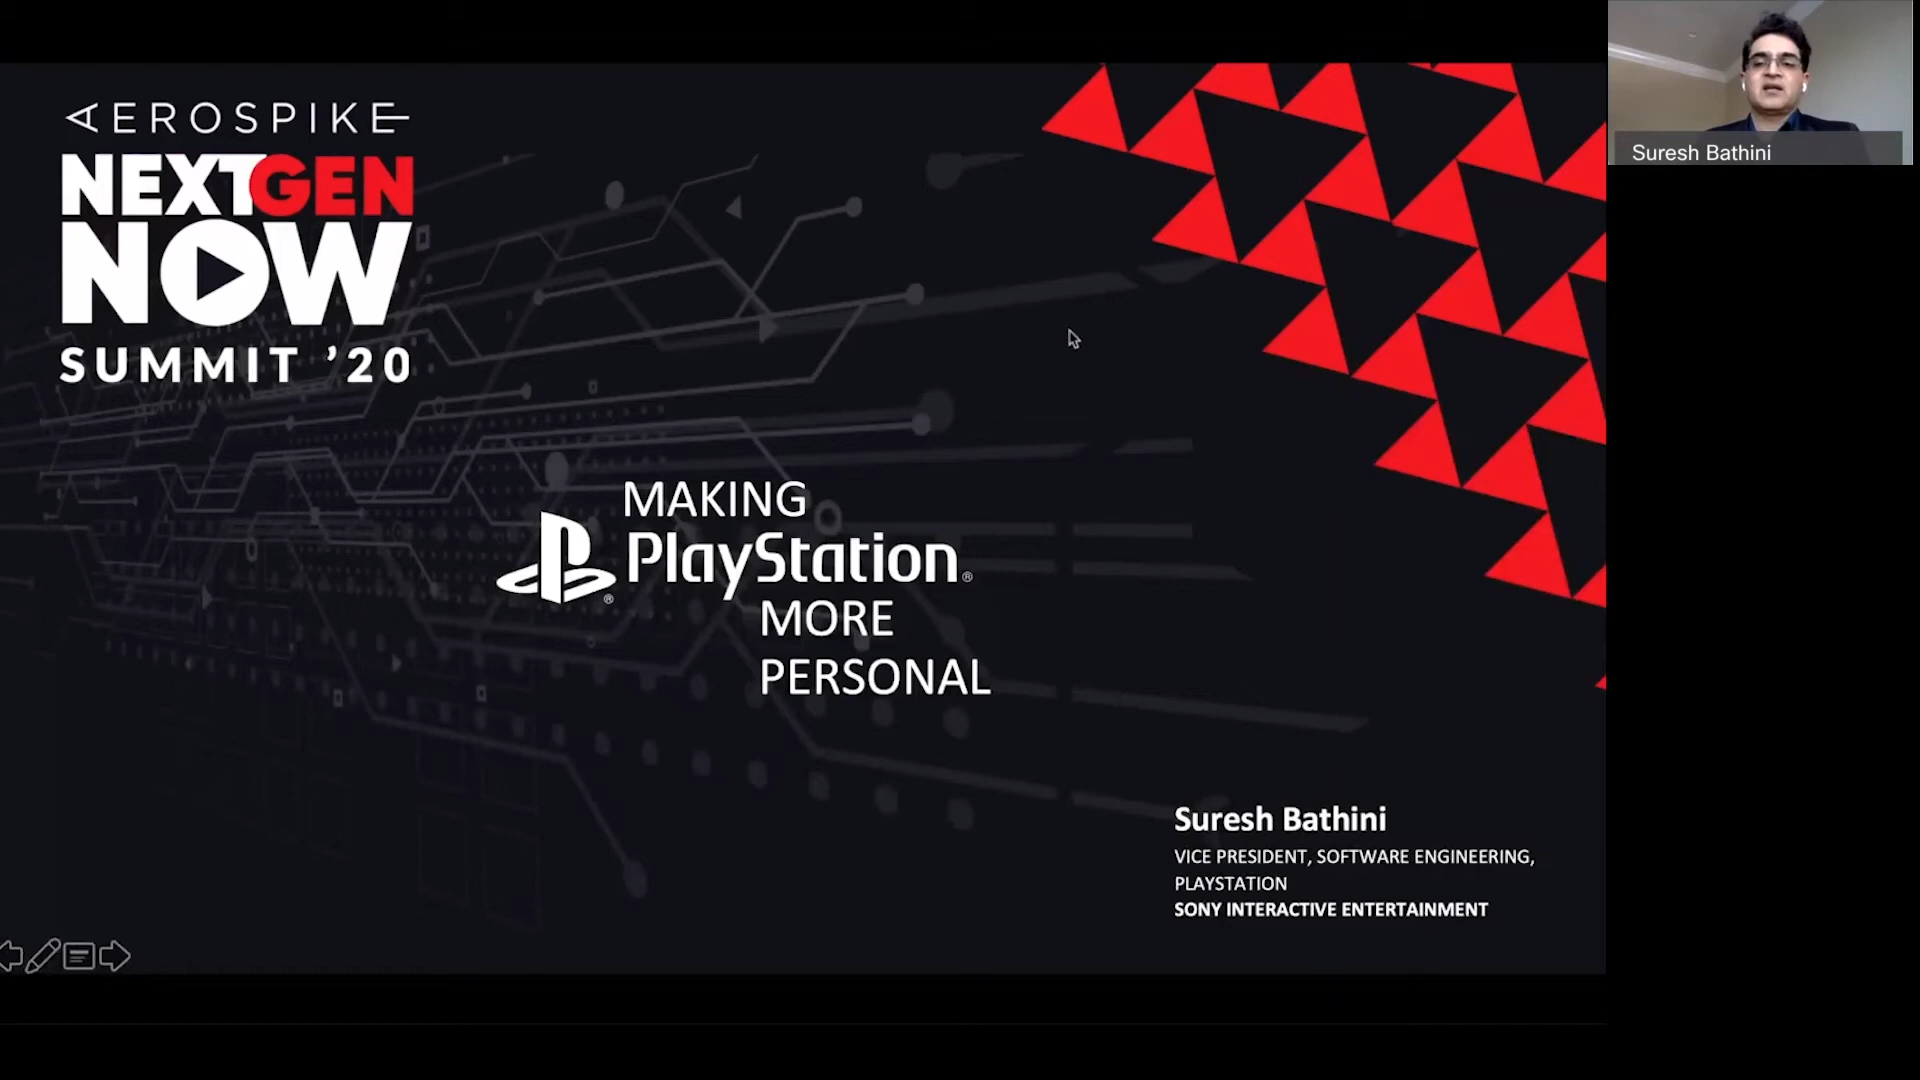 AEROSPIKE
NEXTGEN
NOW
SUMMIT ’20
MAKING
PlayStation®
MORE
PERSONAL
Suresh Bathini
VICE PRESIDENT, SOFTWARE ENGINEERING,
PLAYSTATION
SONY INTERACTIVE ENTERTAINMENT
Suresh Bathini